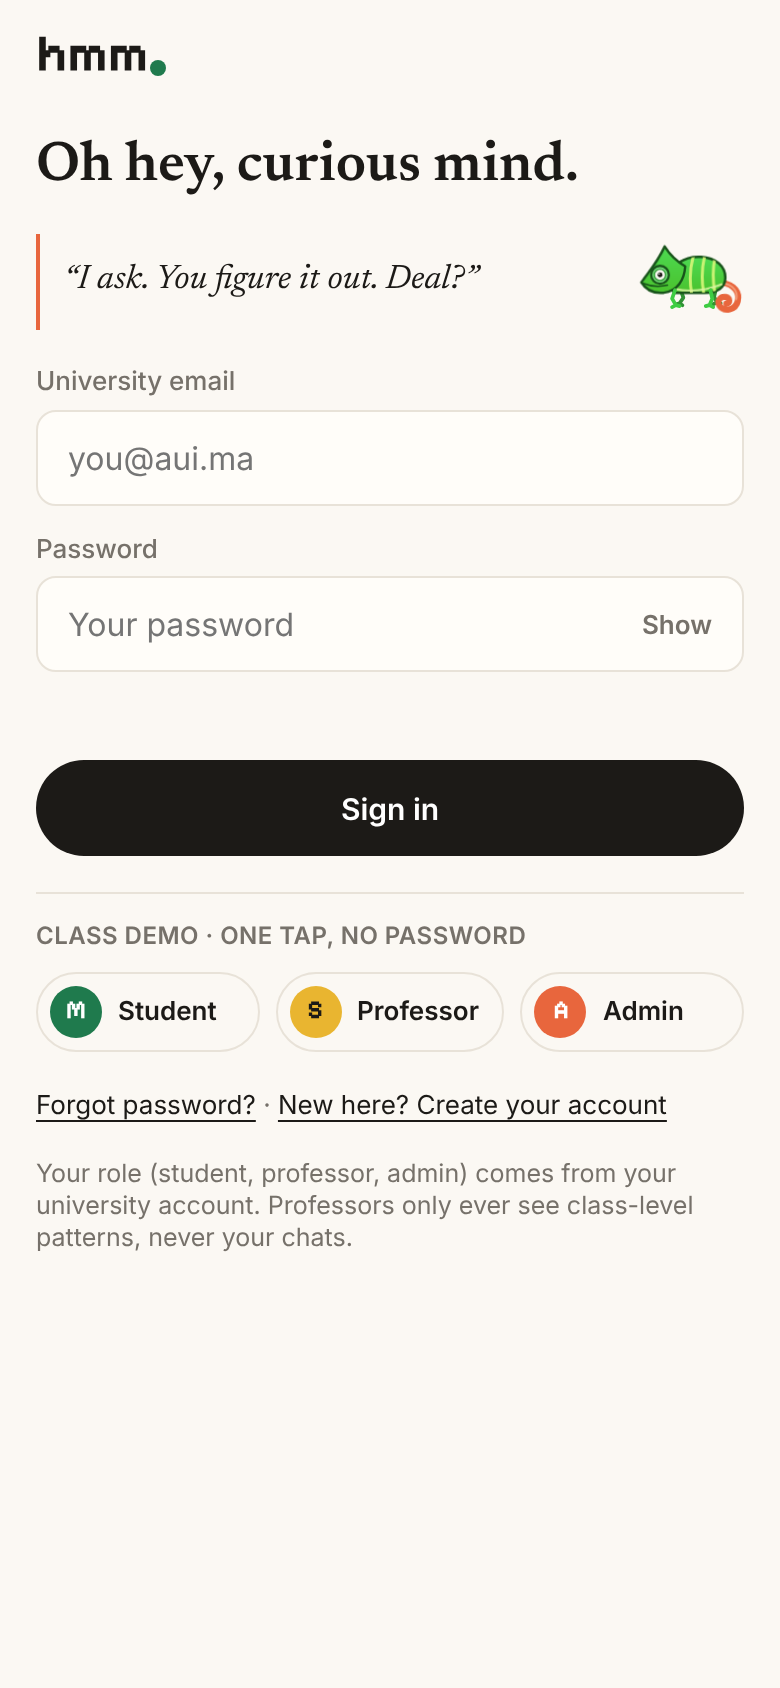 hmm.
Oh hey, curious mind.
“I ask. You figure it out. Deal?”
University email
you@aui.ma
Password
Your password
Show
Sign in
CLASS DEMO · ONE TAP, NO PASSWORD
M Student
S Professor
A Admin
Forgot password? · New here? Create your account
Your role (student, professor, admin) comes from your
university account. Professors only ever see class-level
patterns, never your chats.